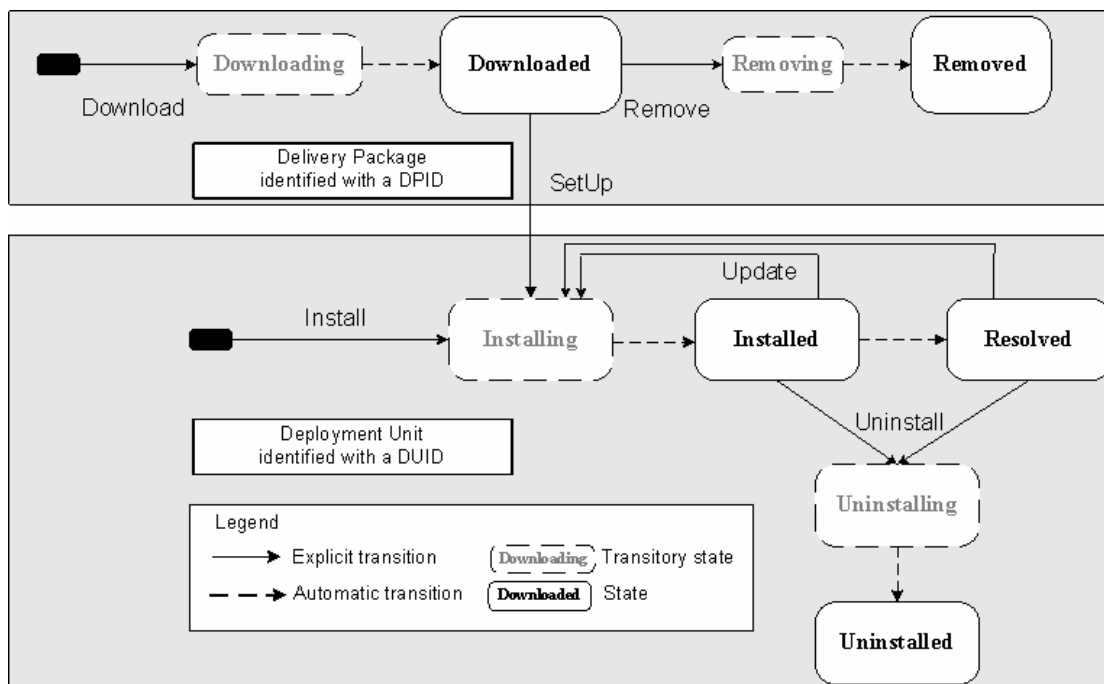 Downloading
Downloaded
Removing
Removed
Download
Remove
Delivery Package
identified with a DPID
SetUp
Update
Install
Installing
Installed
Resolved
Uninstall
Deployment Unit
identified with a DUID
Uninstalling
Legend
Explicit transition
Downloading
Transitory state
Automatic transition
Downloaded
State
Uninstalled